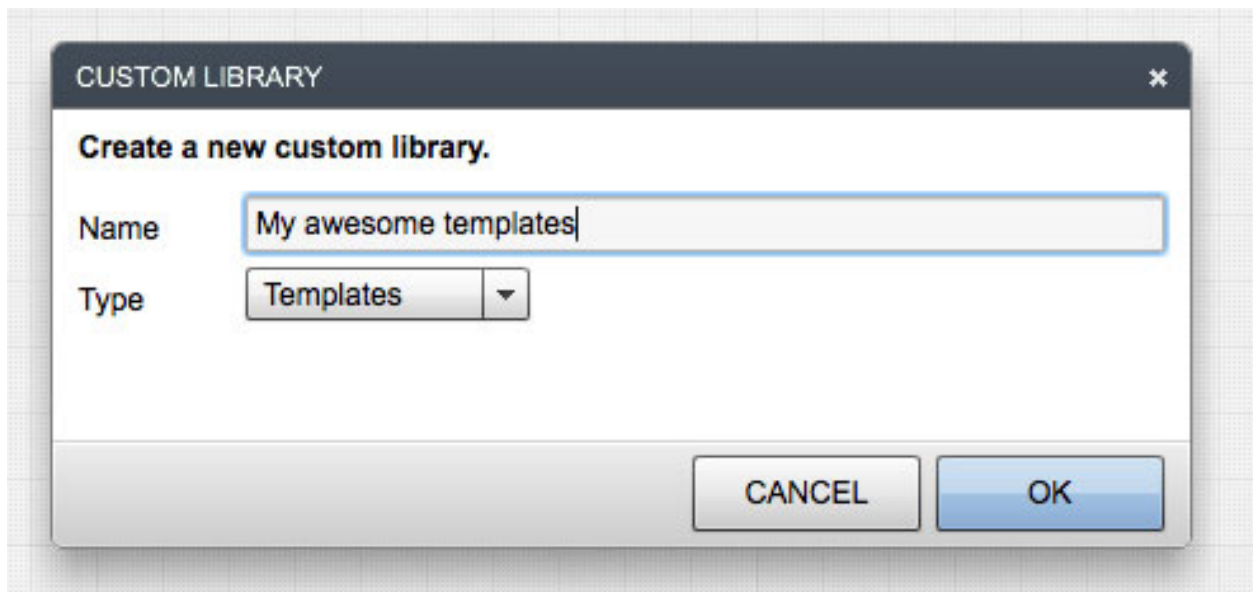 CUSTOM LIBRARY
Create a new custom library.
Name My awesome templates
Type Templates
CANCEL OK